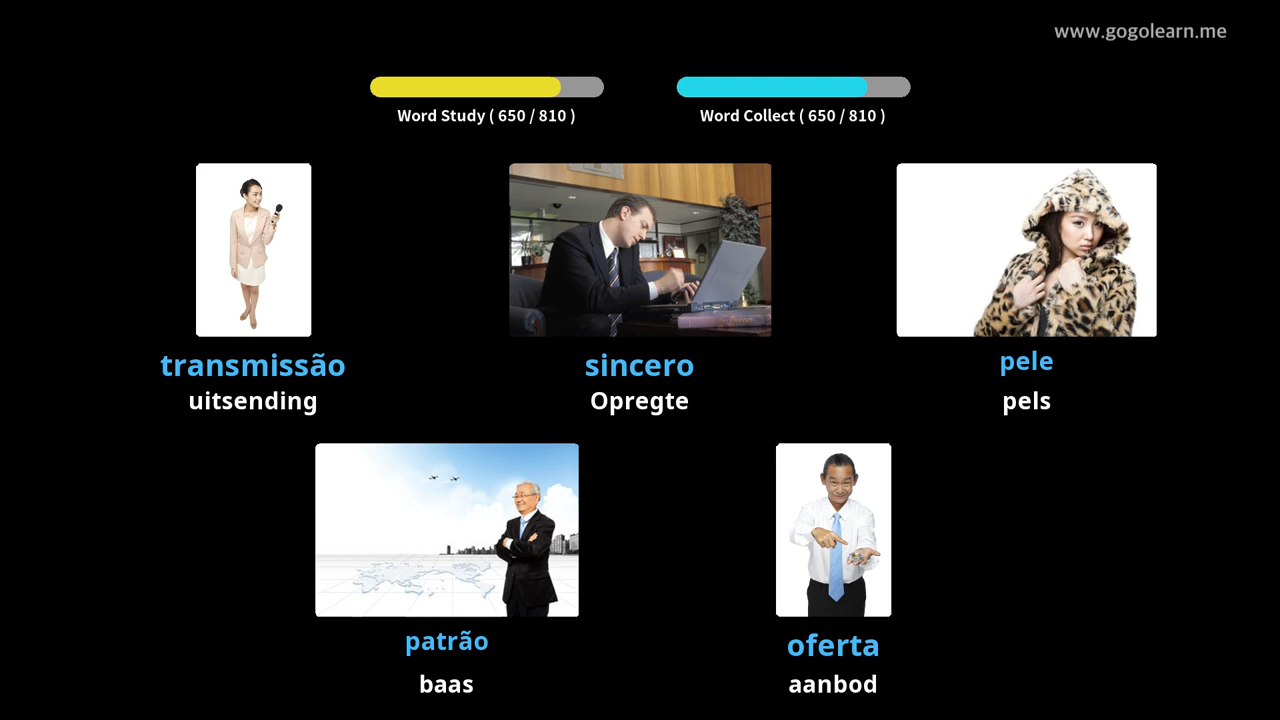 www.gogolearn.me
Word Study ( 650 / 810 )
Word Collect ( 650 / 810 )
transmissão
uitsending
sincero
Opregte
pele
pels
patrão
baas
oferta
aanbod